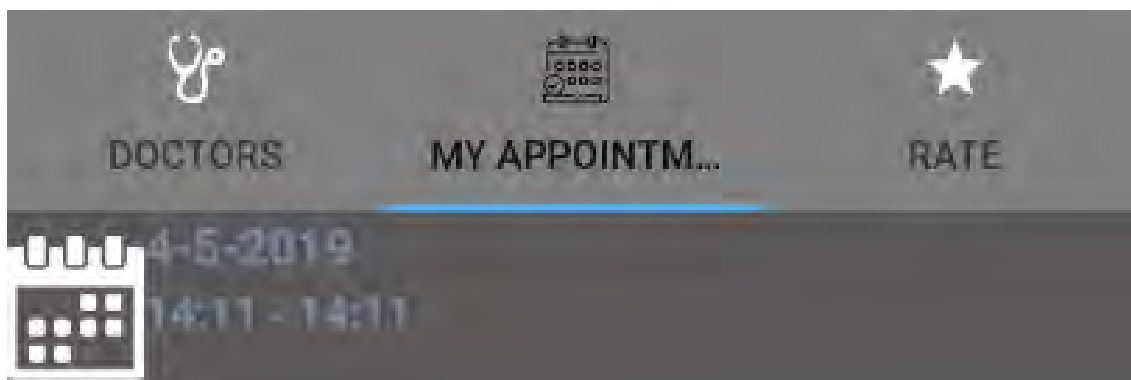 DOCTORS
MY APPOINTM...
RATE
4-5-2019
14:11 - 14:11